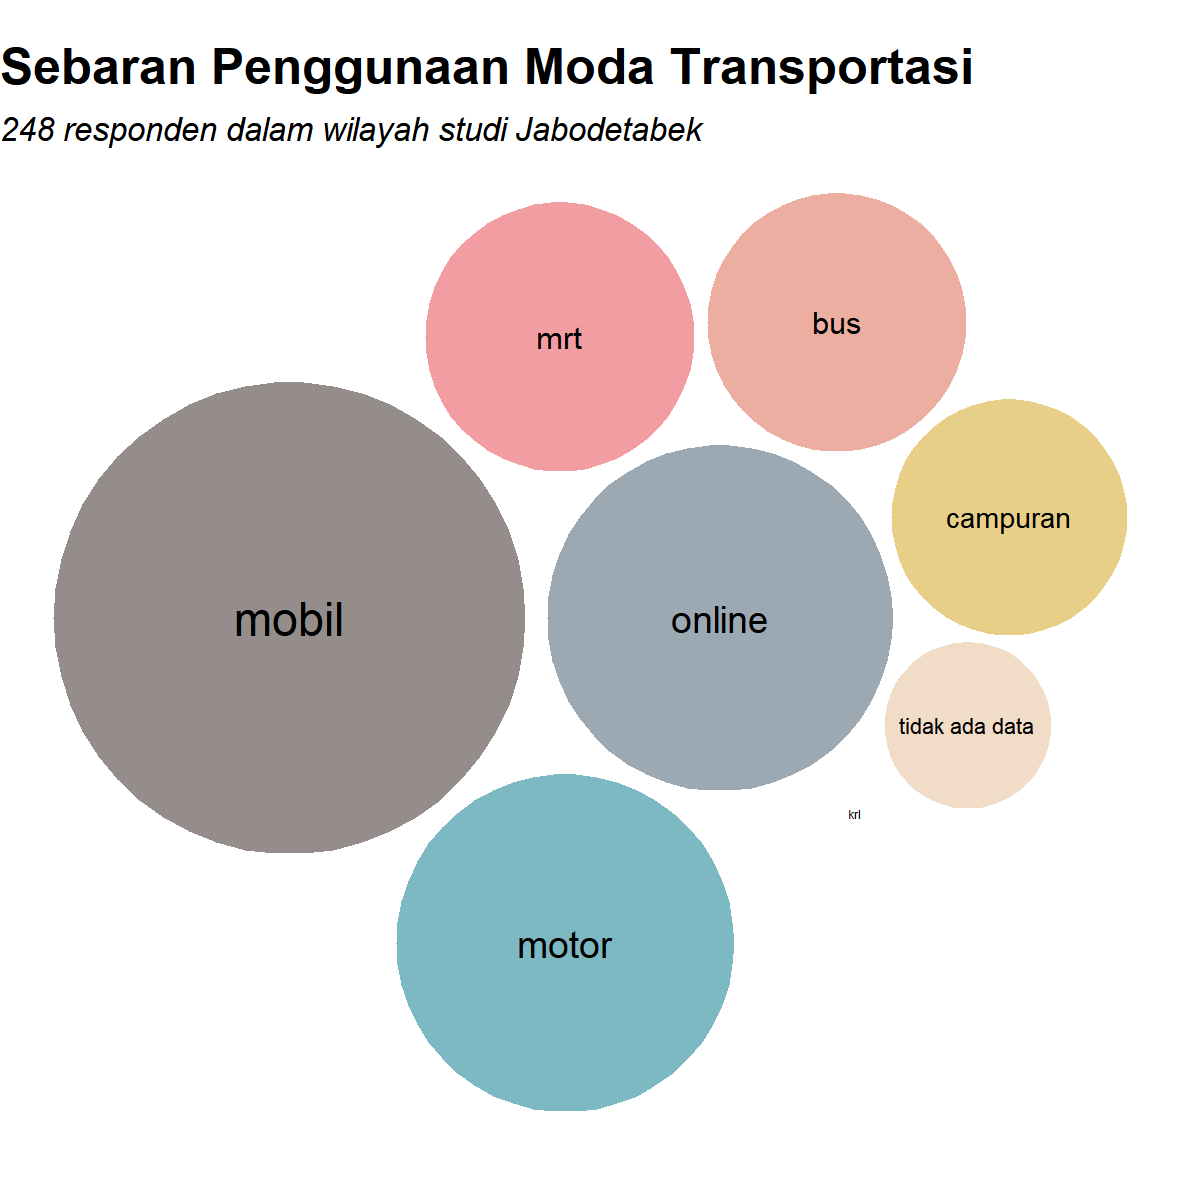 Sebaran Penggunaan Moda Transportasi
248 responden dalam wilayah studi Jabodetabek
mrt
bus
campuran
mobil
online
tidak ada data
krl
motor